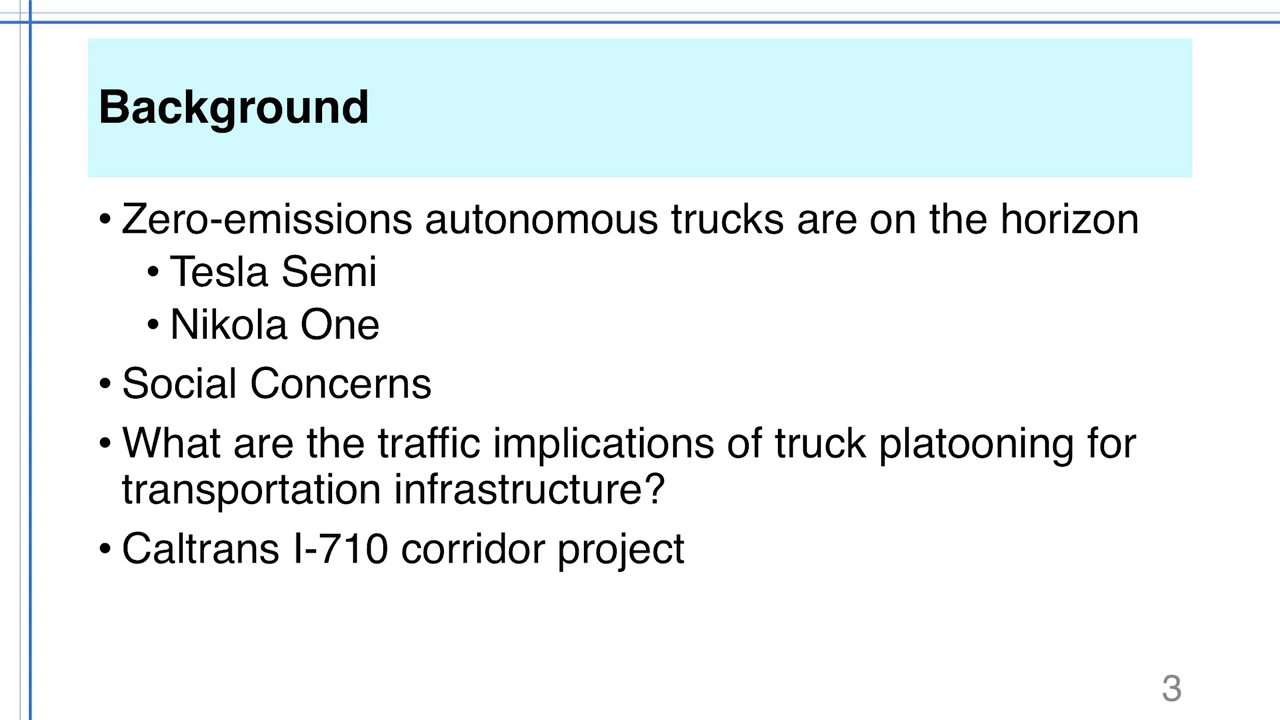 Background
• Zero-emissions autonomous trucks are on the horizon
• Tesla Semi
• Nikola One
• Social Concerns
• What are the traffic implications of truck platooning for
transportation infrastructure?
• Caltrans I-710 corridor project
3